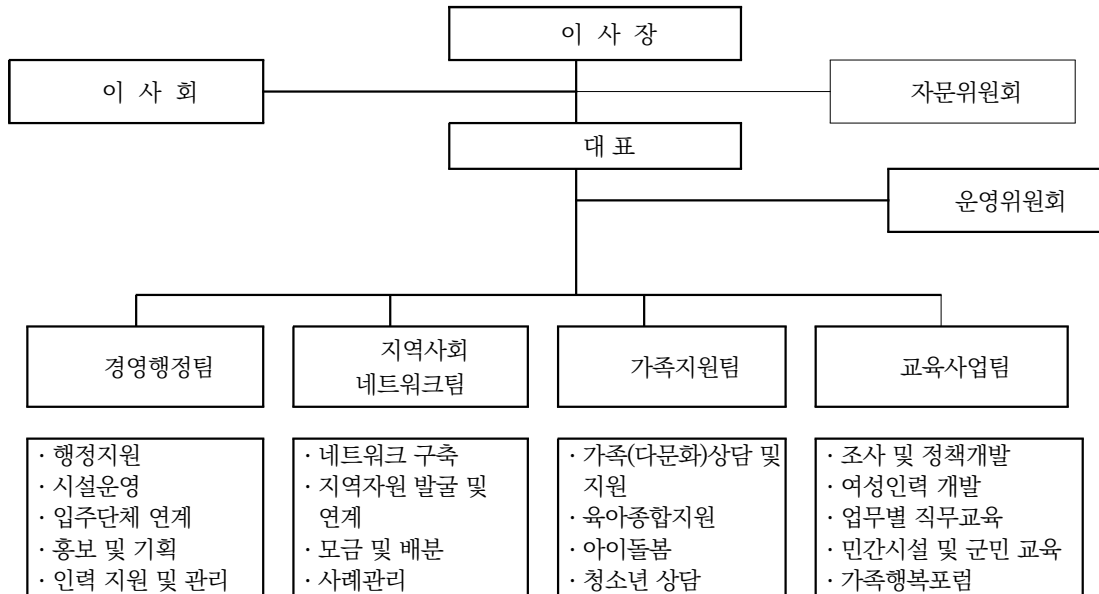 이 사 장
이 사 회
자문위원회
대 표
운영위원회
경영행정팀
지역사회
네트워크팀
가족지원팀
교육사업팀
· 행정지원
· 시설운영
· 입주단체 연계
· 홍보 및 기획
· 인력 지원 및 관리
· 네트워크 구축
· 지역자원 발굴 및
연계
· 모금 및 배분
· 사례관리
· 가족(다문화)상담 및
지원
· 육아종합지원
· 아이돌봄
· 청소년 상담
· 조사 및 정책개발
· 여성인력 개발
· 업무별 직무교육
· 민간시설 및 군민 교육
· 가족행복포럼